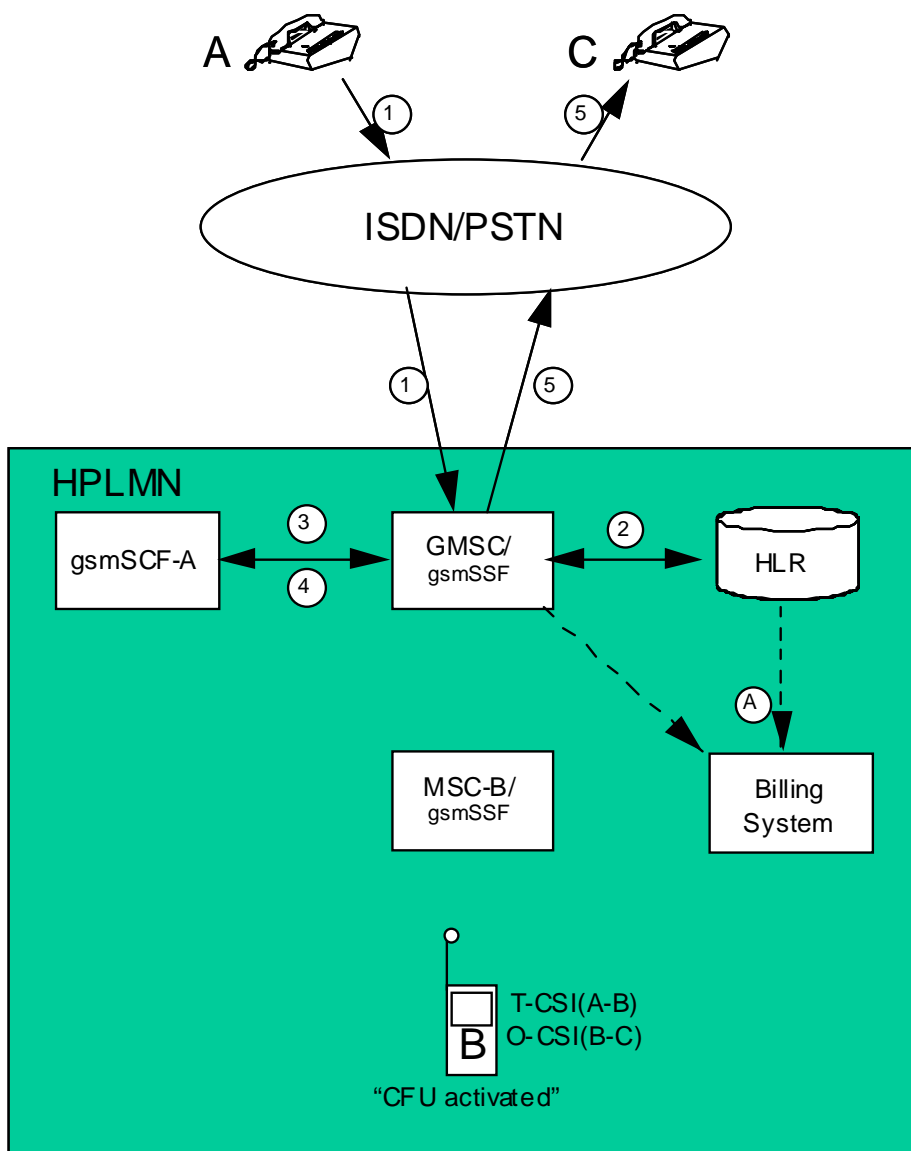 A
C
1
5
ISDN/PSTN
1
5
HPLMN
gsmSCF-A
3
4
GMSC/
gsmSSF
2
HLR
A
MSC-B/
gsmSSF
Billing
System
T-CSI(A-B)
O-CSI(B-C)
B
“CFU activated”